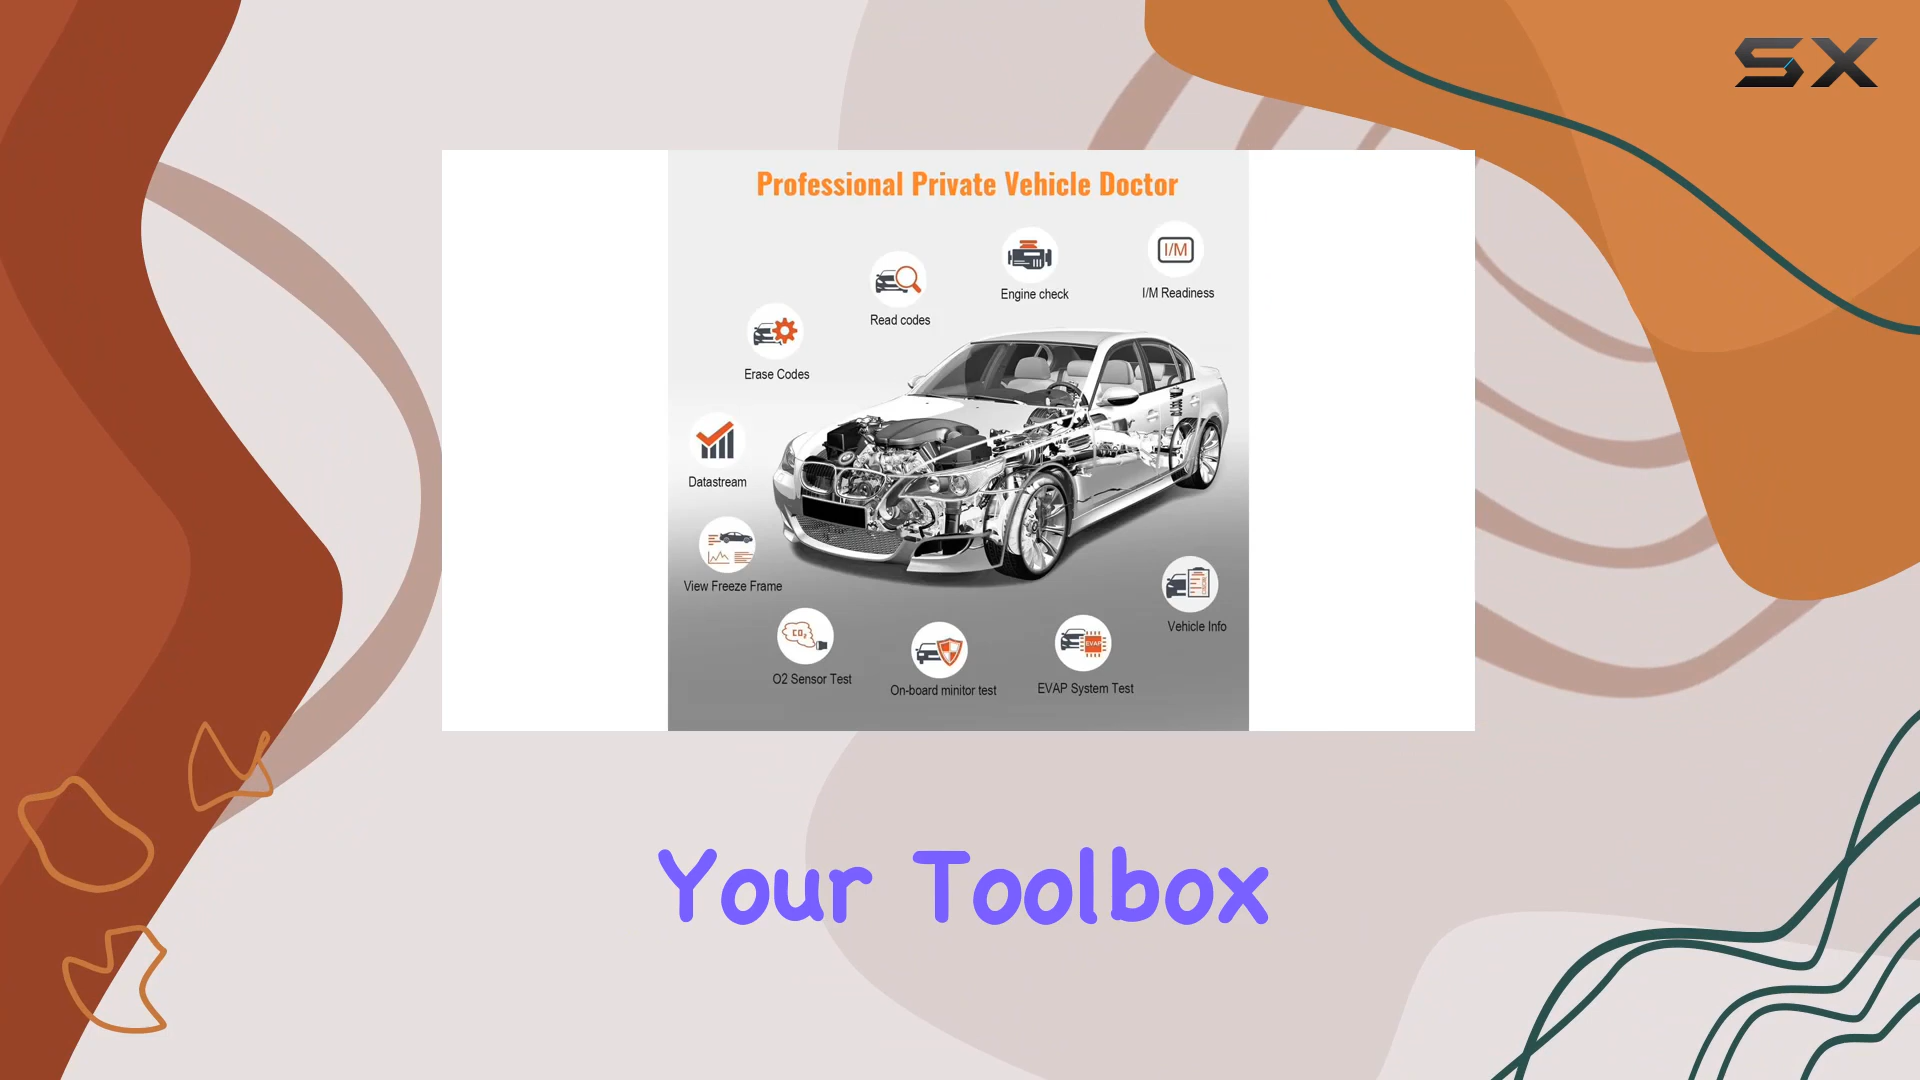 SX
Professional Private Vehicle Doctor
I/M
Engine check
I/M Readiness
Read codes
Erase Codes
Datastream
View Freeze Frame
Vehicle Info
CO2
O2 Sensor Test
On-board minitor test
EVAP
EVAP System Test
Your Toolbox